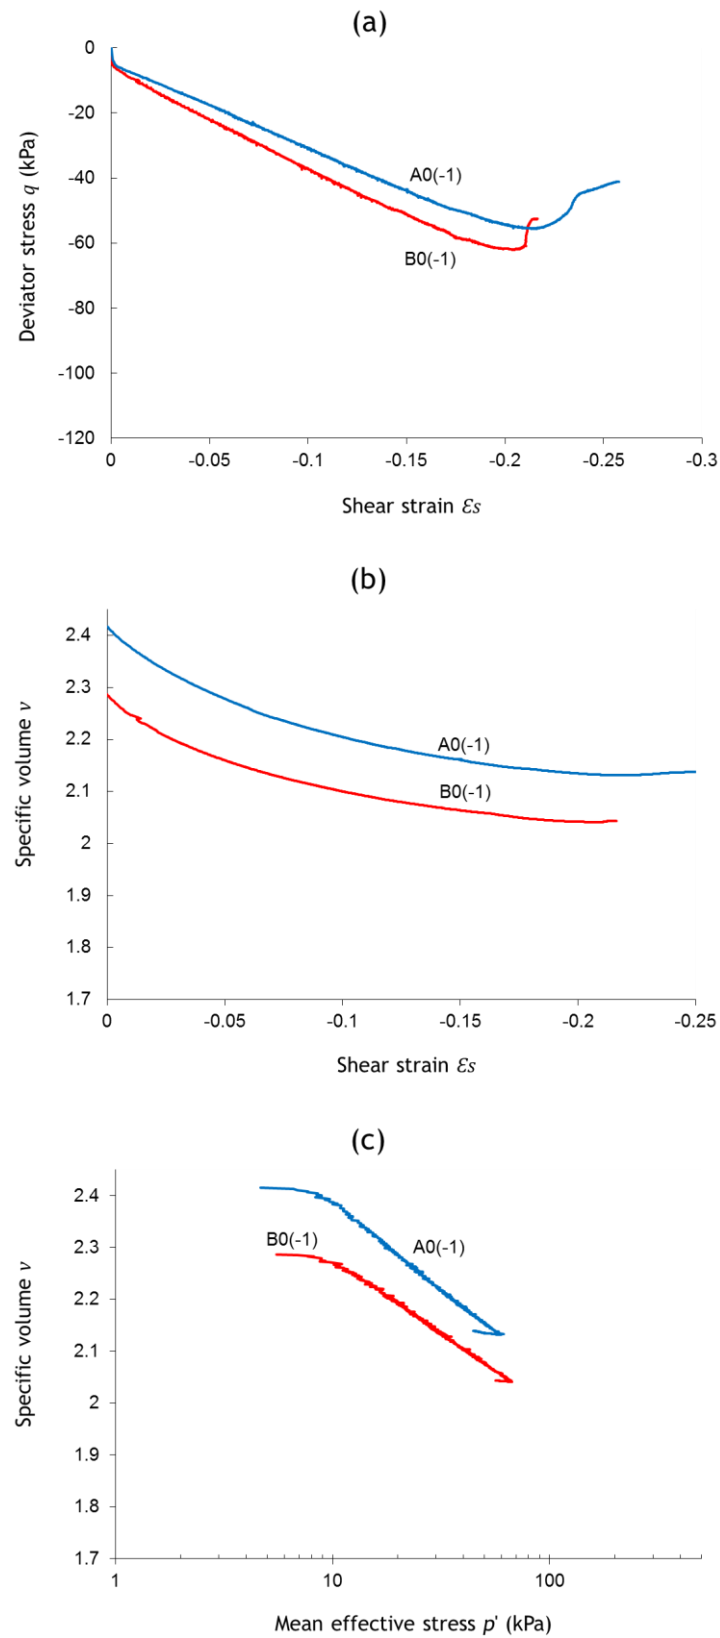 (a)
0
-20
-40
-60
-80
-100
-120
Deviator stress q (kPa)
A0(-1)
B0(-1)
0 -0.05 -0.1 -0.15 -0.2 -0.25 -0.3
Shear strain Ɛs
(b)
2.4
2.3
2.2
2.1
2
1.9
1.8
1.7
Specific volume v
A0(-1)
B0(-1)
0 -0.05 -0.1 -0.15 -0.2 -0.25
Shear strain Ɛs
(c)
2.4
2.3
2.2
2.1
2
1.9
1.8
1.7
Specific volume v
B0(-1) A0(-1)
1 10 100
Mean effective stress p' (kPa)